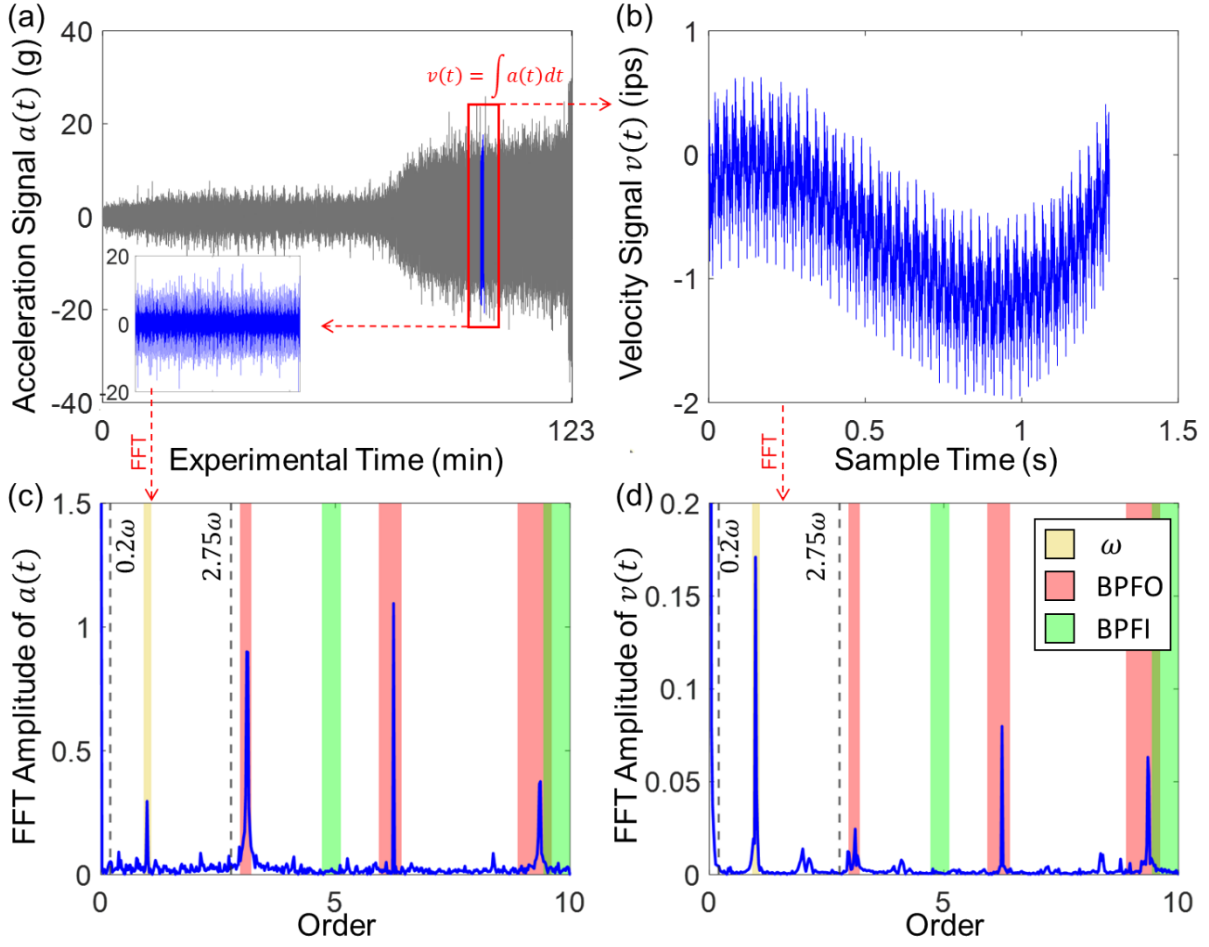 (a)
Acceleration Signal a(t) (g)
40
20
0
-20
-40
v(t) = ∫ a(t)dt
20
0
-20
0
123
Experimental Time (min)
FFT
(b)
Velocity Signal v(t) (ips)
1
0
-1
-2
0
0.5
1
1.5
Sample Time (s)
FFT
(c)
FFT Amplitude of a(t)
1.5
1
0.5
0
0.2ω
2.75ω
0
5
10
Order
(d)
FFT Amplitude of v(t)
0.2
0.15
0.1
0.05
0
0.2ω
2.75ω
ω
BPFO
BPFI
0
5
10
Order